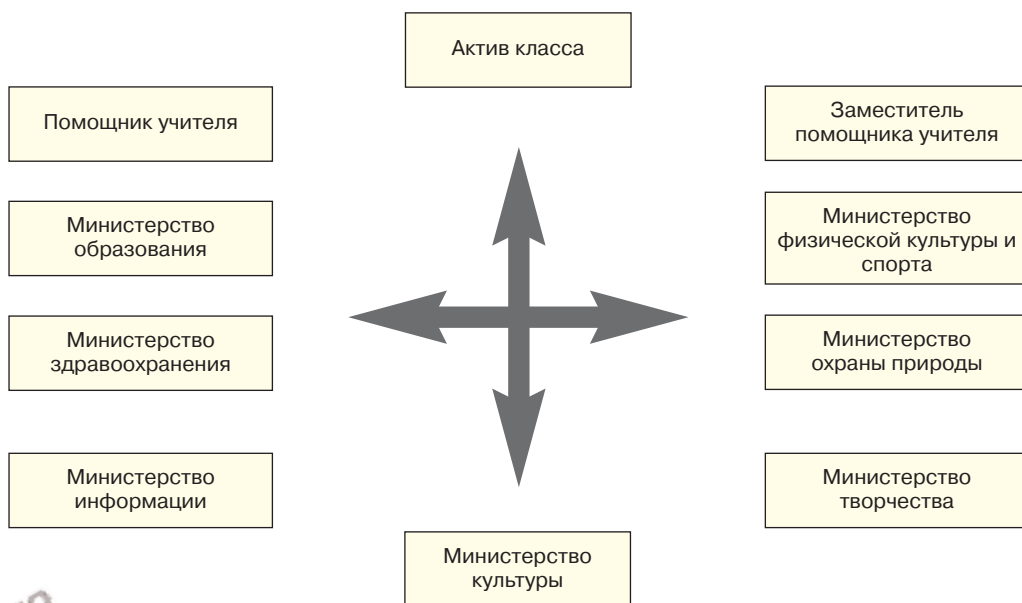 Актив класса
Помощник учителя
Заместитель
помощника учителя
Министерство
образования
Министерство
физической культуры и
спорта
Министерство
здравоохранения
Министерство
охраны природы
Министерство
информации
Министерство
творчества
Министерство
культуры